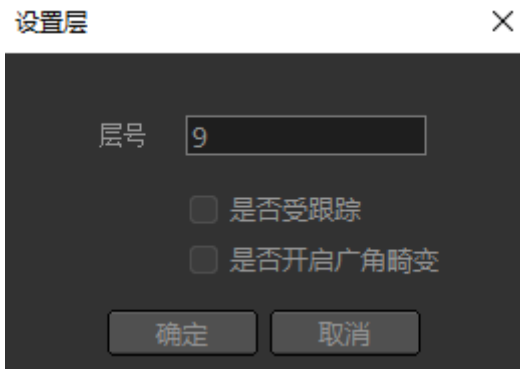 设置层
层号 9
是否受跟踪
是否开启广角畸变
确定 取消